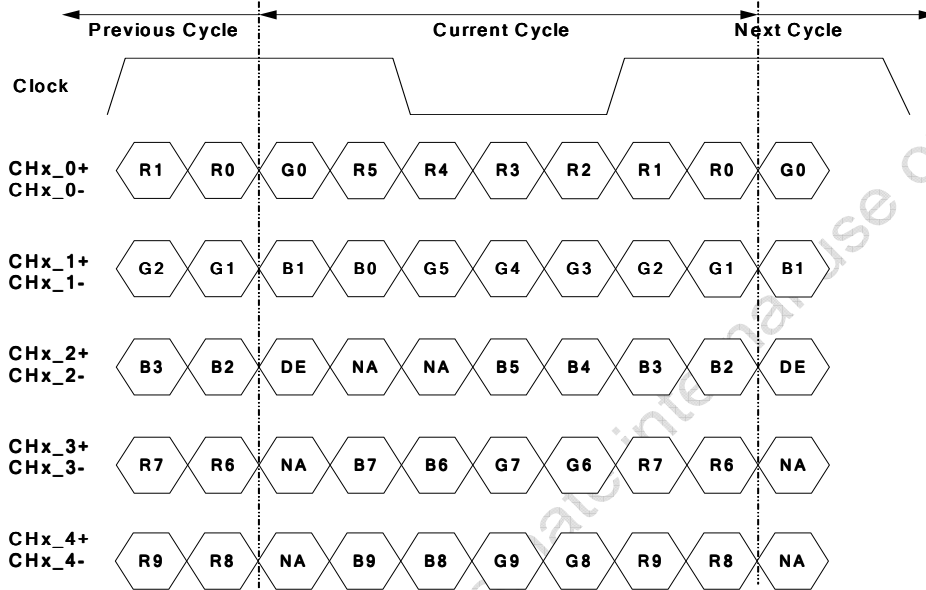 Previous Cycle Current Cycle Next Cycle
Clock
CHx_0+
CHx_0-
R1 R0 G0 R5 R4 R3 R2 R1 R0 G0
CHx_1+
CHx_1-
G2 G1 B1 B0 G5 G4 G3 G2 G1 B1
CHx_2+
CHx_2-
B3 B2 DE NA NA B5 B4 B3 B2 DE
CHx_3+
CHx_3-
R7 R6 NA B7 B6 G7 G6 R7 R6 NA
CHx_4+
CHx_4-
R9 R8 NA B9 B8 G9 G8 R9 R8 NA
use